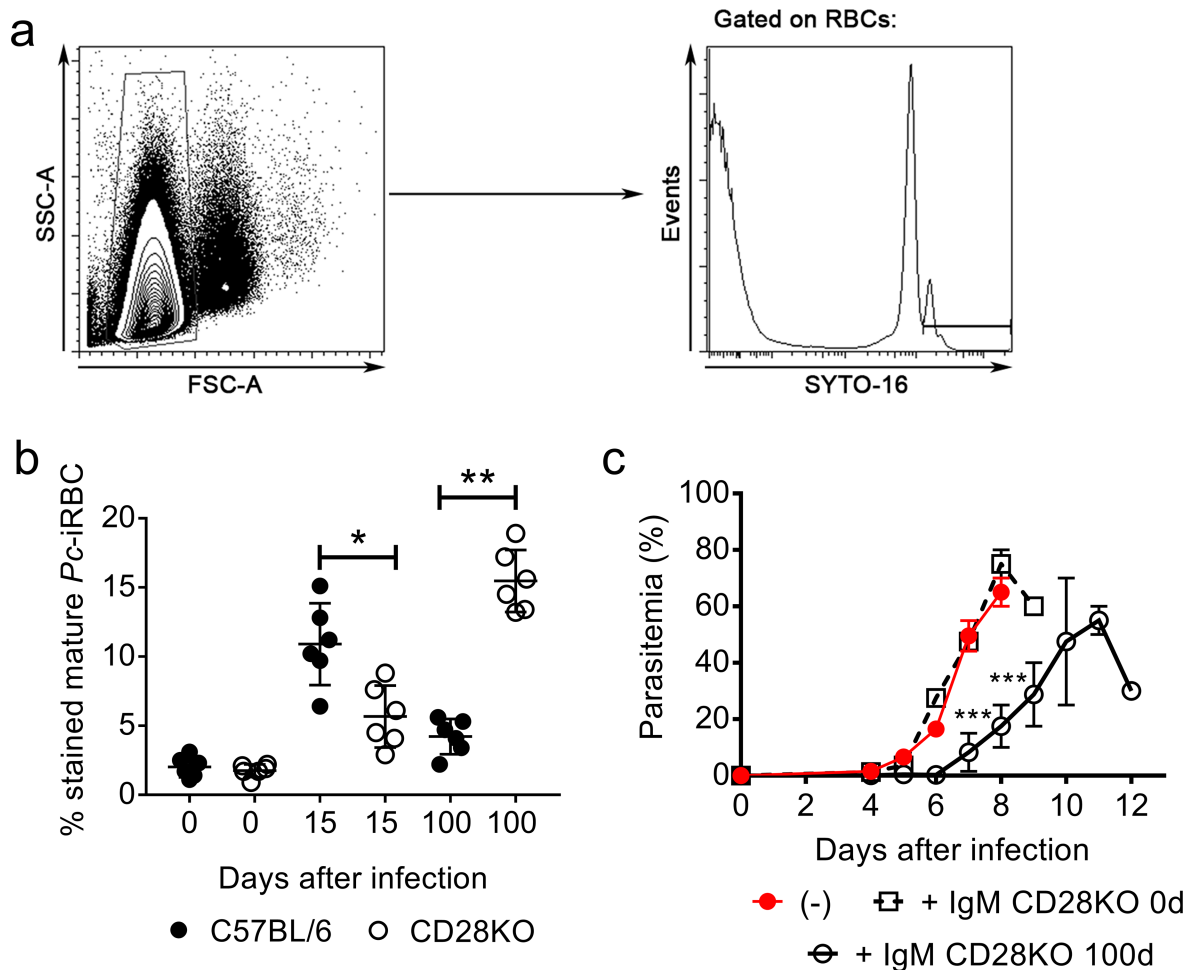 a
Gated on RBCs:
SSC-A
FSC-A
Events
SYTO-16
b
% stained mature Pc-iRBC
20
15
10
5
0
*
**
0 0 15 15 100 100
Days after infection
C57BL/6 CD28KO
c
Parasitemia (%)
100
80
60
40
20
0
***
***
0 2 4 6 8 10 12
Days after infection
(-) + IgM CD28KO 0d
+ IgM CD28KO 100d